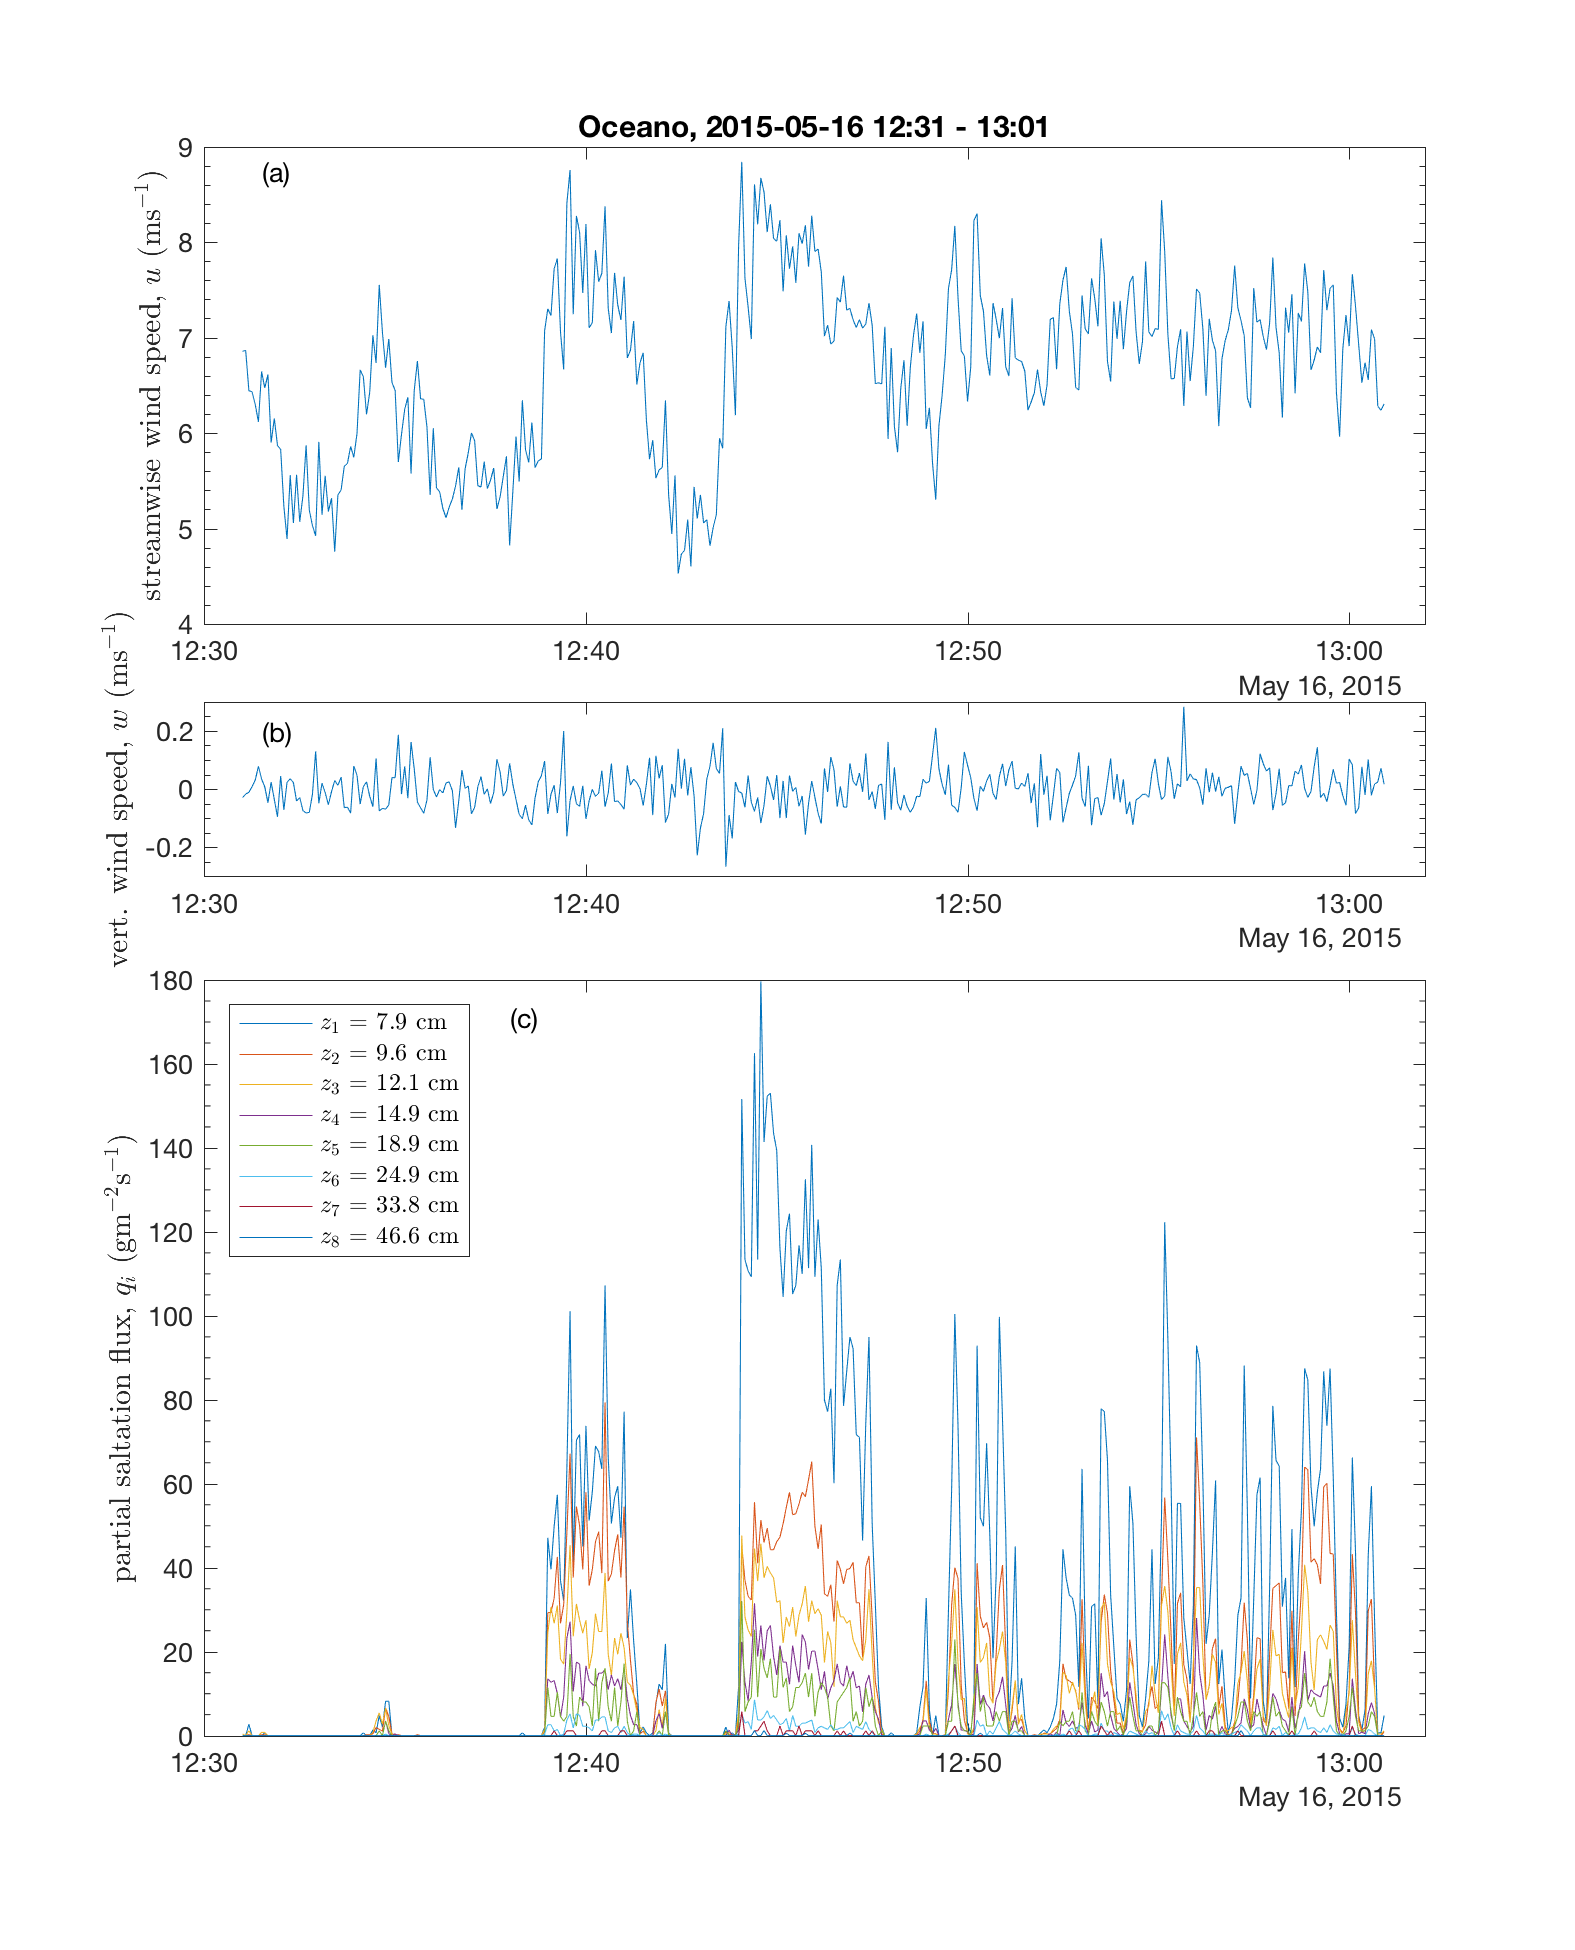 Oceano, 2015-05-16 12:31 - 13:01
(a)
streamwise wind speed, u (ms⁻¹)
9
8
7
6
5
4
12:30 12:40 12:50 13:00
May 16, 2015
(b)
vert. wind speed, w (ms⁻¹)
0.2
0
-0.2
12:30 12:40 12:50 13:00
May 16, 2015
(c)
partial saltation flux, qᵢ (gm⁻²s⁻¹)
180
160
140
120
100
80
60
40
20
0
z₁ = 7.9 cm
z₂ = 9.6 cm
z₃ = 12.1 cm
z₄ = 14.9 cm
z₅ = 18.9 cm
z₆ = 24.9 cm
z₇ = 33.8 cm
z₈ = 46.6 cm
12:30 12:40 12:50 13:00
May 16, 2015